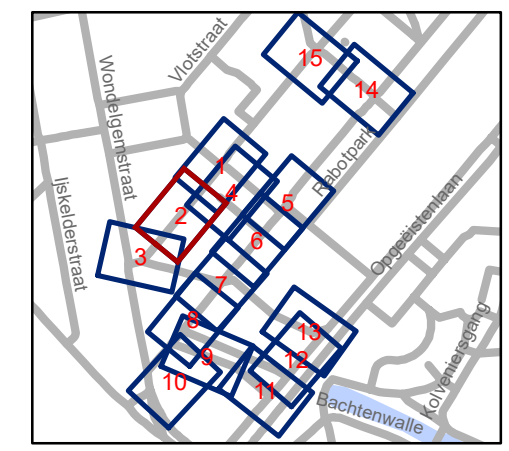 Vlotstraat
15
14
Wondelgemstraat
Rabotpark
1
4
5
Ijskelderstraat
2
Opgeëistenlaan
6
3
7
Kolveniersgang
8
13
9
12
10
11
Bachtenwalle